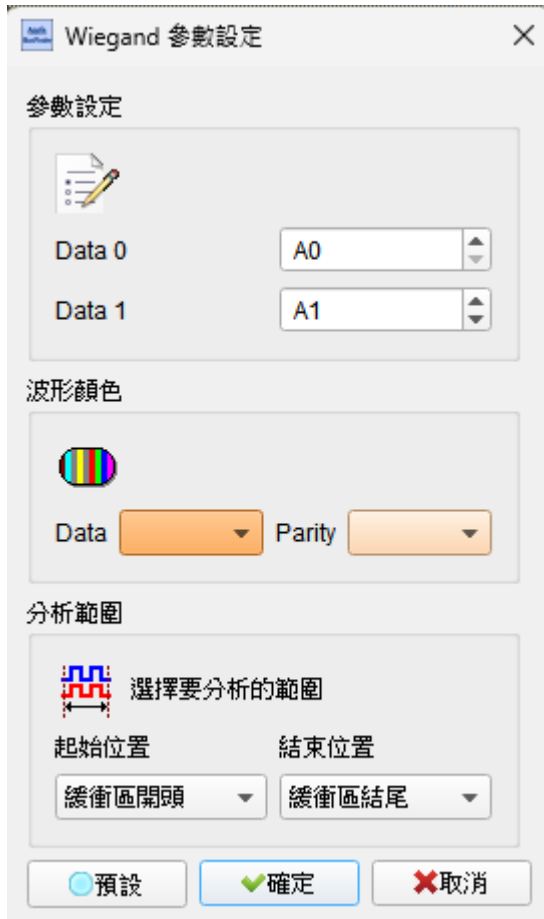 Wiegand 參數設定
參數設定
Data 0 A0
Data 1 A1
波形顏色
Data Parity
分析範圍
選擇要分析的範圍
起始位置 結束位置
緩衝區開頭 緩衝區結尾
預設 確定 取消